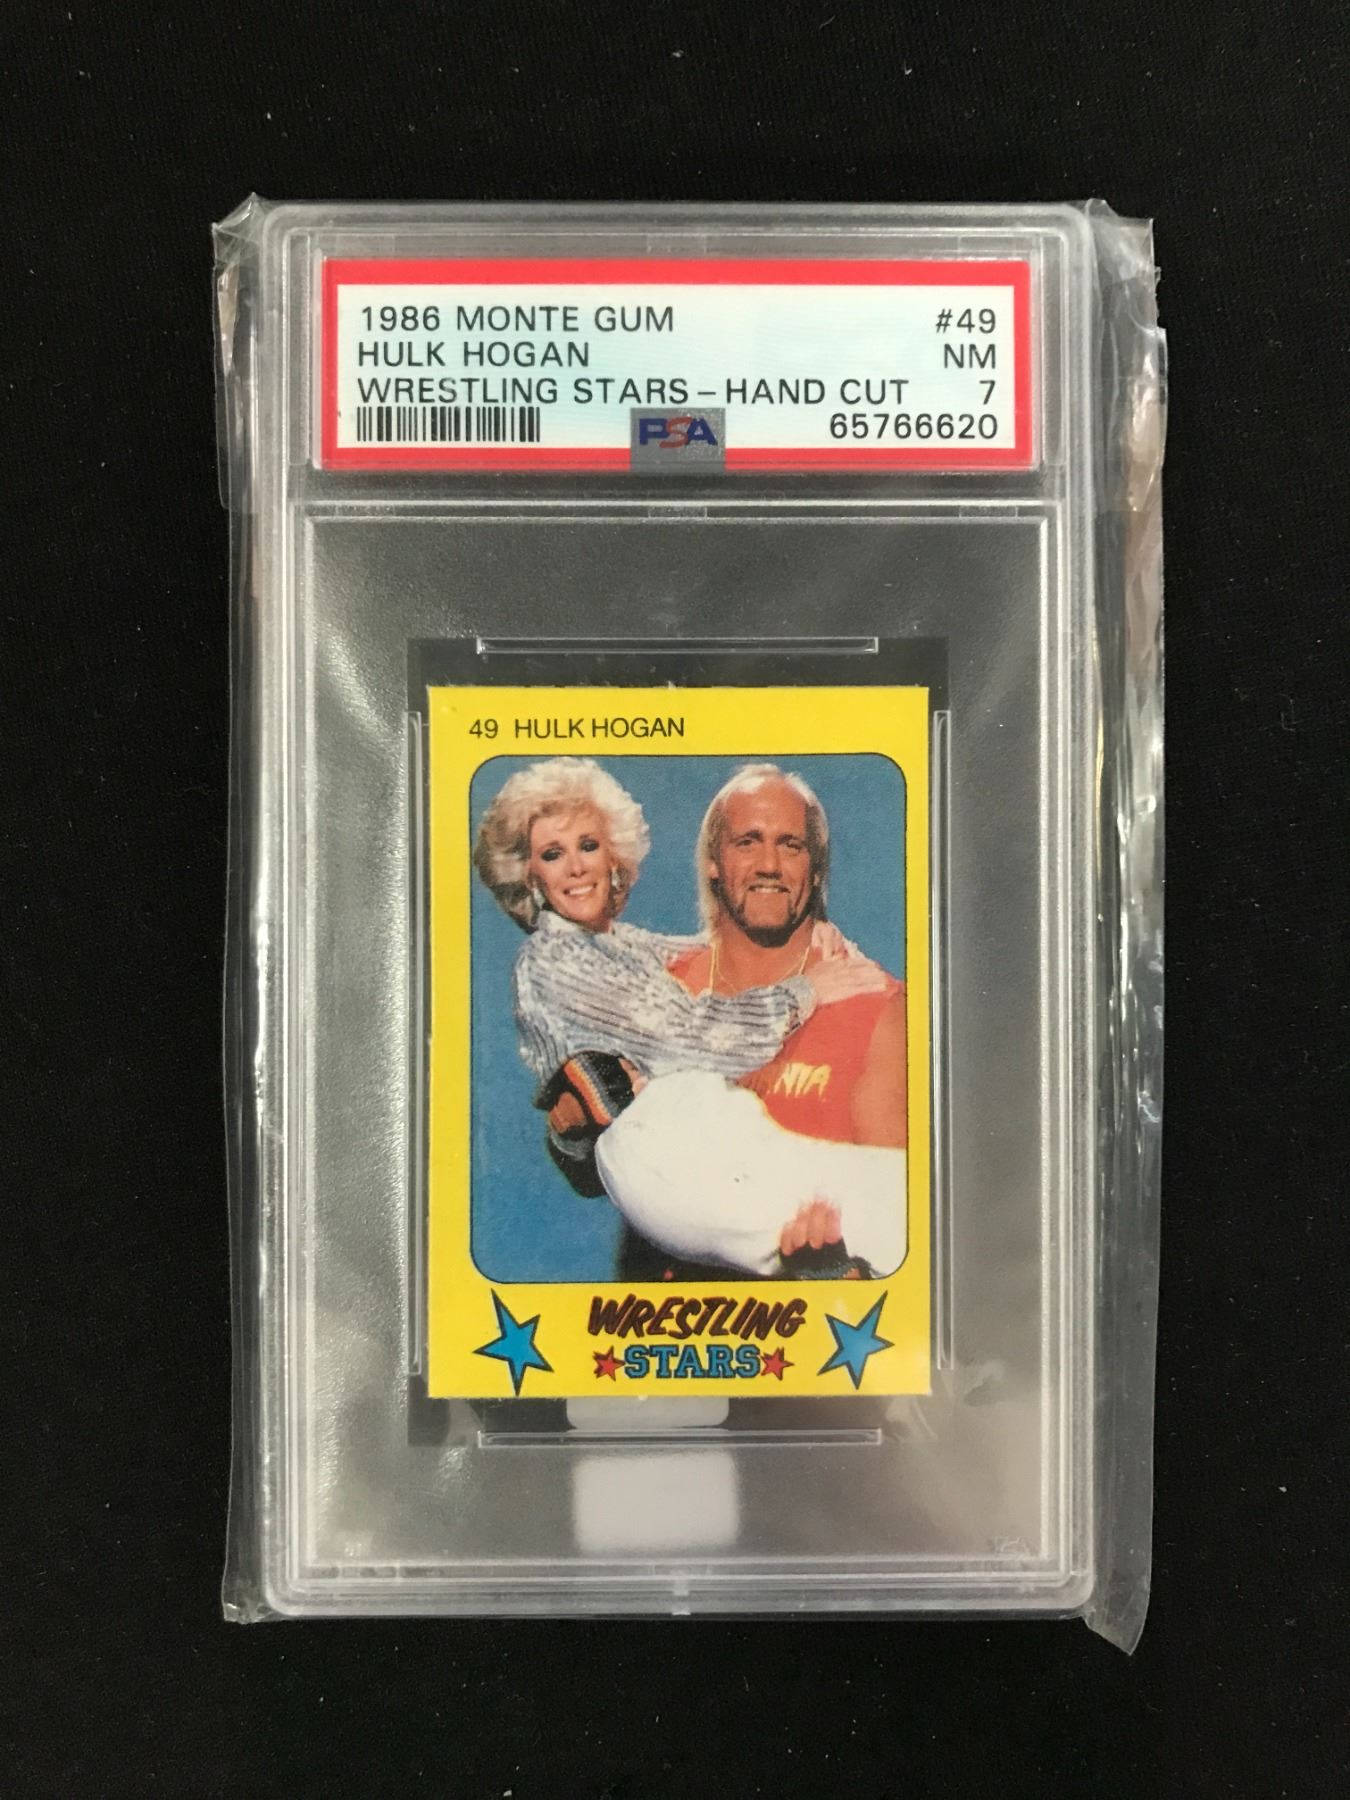 1986 MONTE GUM #49
HULK HOGAN NM
WRESTLING STARS-HAND CUT 7
PSA 65766620
49 HULK HOGAN
NIA
WRESTLING
STARS